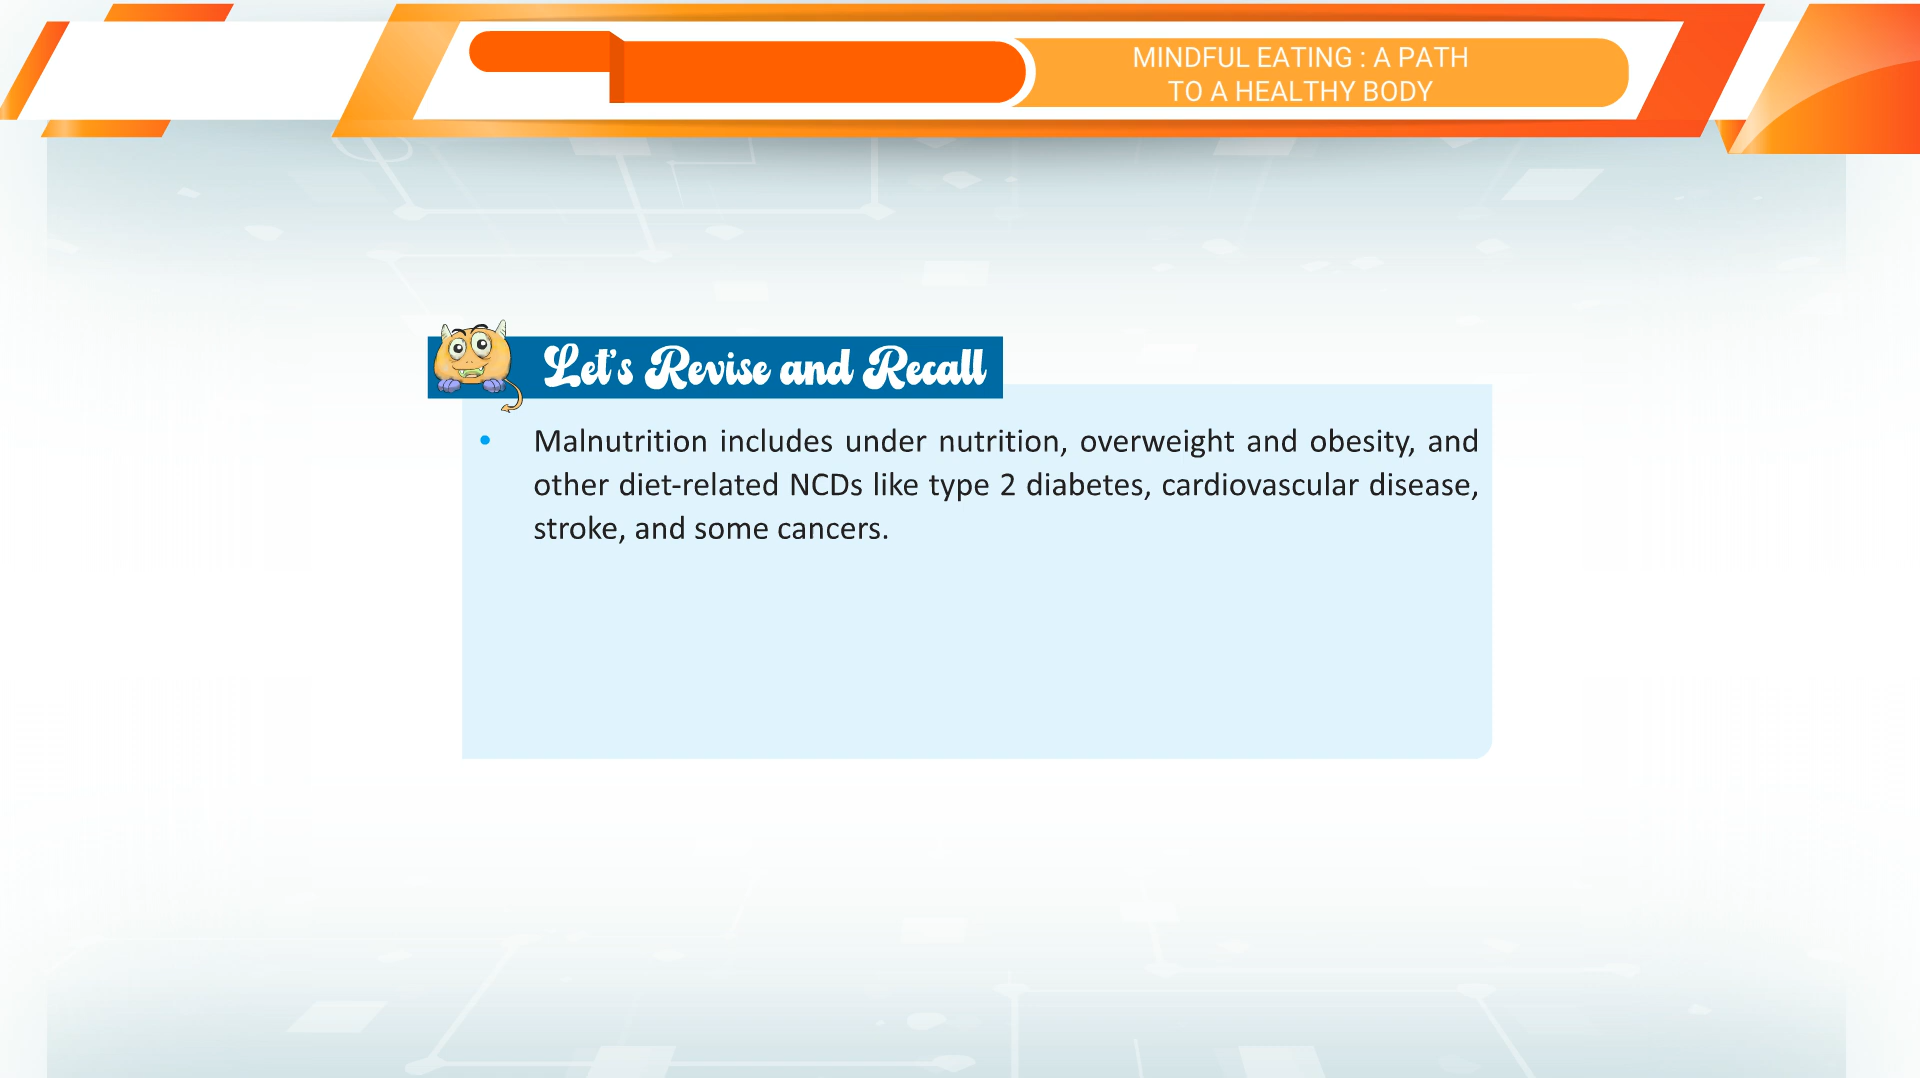 MINDFUL EATING : A PATH
TO A HEALTHY BODY
Let's Revise and Recall
• Malnutrition includes under nutrition, overweight and obesity, and
other diet-related NCDs like type 2 diabetes, cardiovascular disease,
stroke, and some cancers.